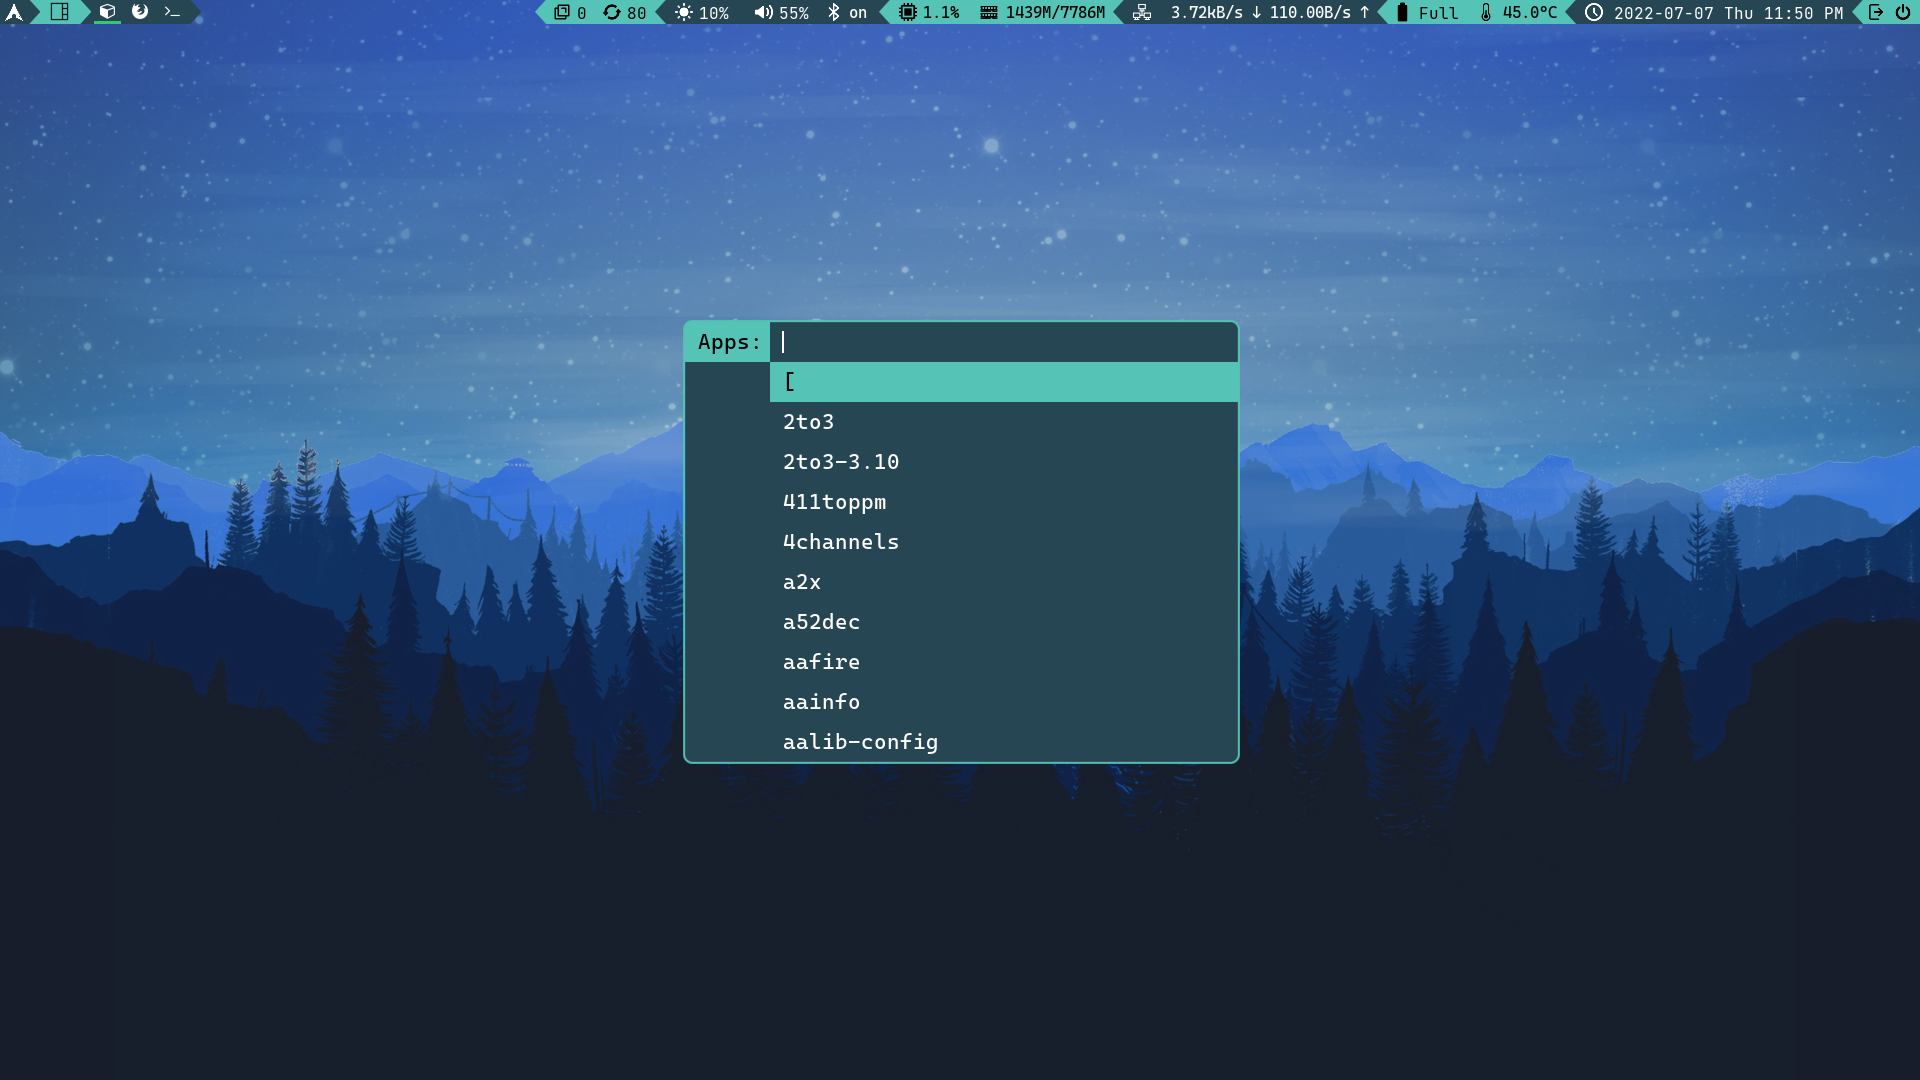 0 80 10% 55% on 1.1% 1439M/7786M 3.72kB/s ↓ 110.00B/s ↑ Full 45.0°C 2022-07-07 Thu 11:50 PM
Apps:
[
2to3
2to3-3.10
411toppm
4channels
a2x
a52dec
aafire
aainfo
aalib-config